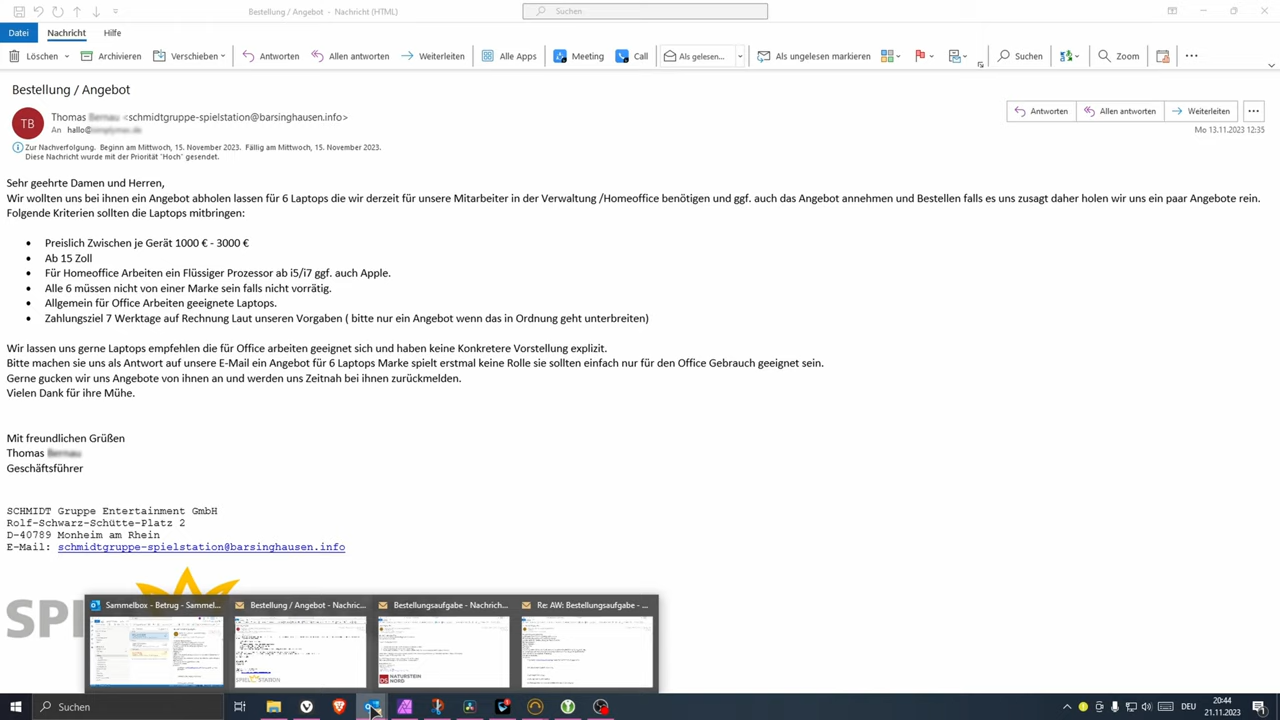 Bestellung / Angebot - Nachricht (HTML)
Suchen
Datei Nachricht Hilfe
Löschen Archivieren Verschieben Antworten Allen antworten Weiterleiten Alle Apps Meeting Call Als gelesen... Als ungelesen markieren Suchen Zoom
Bestellung / Angebot
TB
Thomas <schmidtgruppe-spielstation@barsinghausen.info>
An hallo@
Antworten Allen antworten Weiterleiten
Mo 13.11.2023 12:35
Zur Nachverfolgung. Beginn am Mittwoch, 15. November 2023. Fällig am Mittwoch, 15. November 2023.
Diese Nachricht wurde mit der Priorität "Hoch" gesendet.
Sehr geehrte Damen und Herren,
Wir wollten uns bei ihnen ein Angebot abholen lassen für 6 Laptops die wir derzeit für unsere Mitarbeiter in der Verwaltung /Homeoffice benötigen und ggf. auch das Angebot annehmen und Bestellen falls es uns zusagt daher holen wir uns ein paar Angebote rein.
Folgende Kriterien sollten die Laptops mitbringen:
• Preislich Zwischen je Gerät 1000 € - 3000 €
• Ab 15 Zoll
• Für Homeoffice Arbeiten ein Flüssiger Prozessor ab i5/i7 ggf. auch Apple.
• Alle 6 müssen nicht von einer Marke sein falls nicht vorrätig.
• Allgemein für Office Arbeiten geeignete Laptops.
• Zahlungsziel 7 Werktage auf Rechnung Laut unseren Vorgaben ( bitte nur ein Angebot wenn das in Ordnung geht unterbreiten)
Wir lassen uns gerne Laptops empfehlen die für Office arbeiten geeignet sich und haben keine Konkretere Vorstellung explizit.
Bitte machen sie uns als Antwort auf unsere E-Mail ein Angebot für 6 Laptops Marke spielt erstmal keine Rolle sie sollten einfach nur für den Office Gebrauch geeignet sein.
Gerne gucken wir uns Angebote von ihnen an und werden uns Zeitnah bei ihnen zurückmelden.
Vielen Dank für ihre Mühe.
Mit freundlichen Grüßen
Thomas
Geschäftsführer
SCHMIDT Gruppe Entertainment GmbH
Rolf-Schwarz-Schütte-Platz 2
D-40789 Monheim am Rhein
E-Mail: schmidtgruppe-spielstation@barsinghausen.info
SP
Sammelbox - Betrug - Sammel... Bestellung / Angebot - Nachric... Bestellungsaufgabe - Nachrich... Re: AW: Bestellungsaufgabe - ...
SPIELSTATION
NATURSTEIN
NORD
Suchen
DEU
20:44
21.11.2023